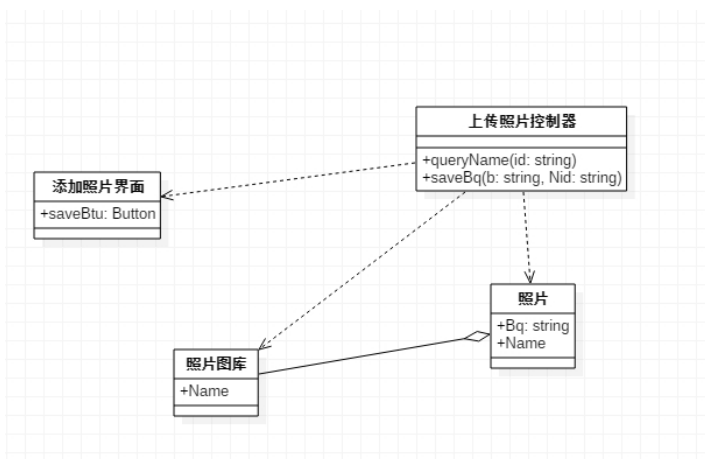 上传照片控制器
+queryName(id: string)
+saveBq(b: string, Nid: string)
添加照片界面
+saveBtu: Button
照片
+Bq: string
+Name
照片图库
+Name